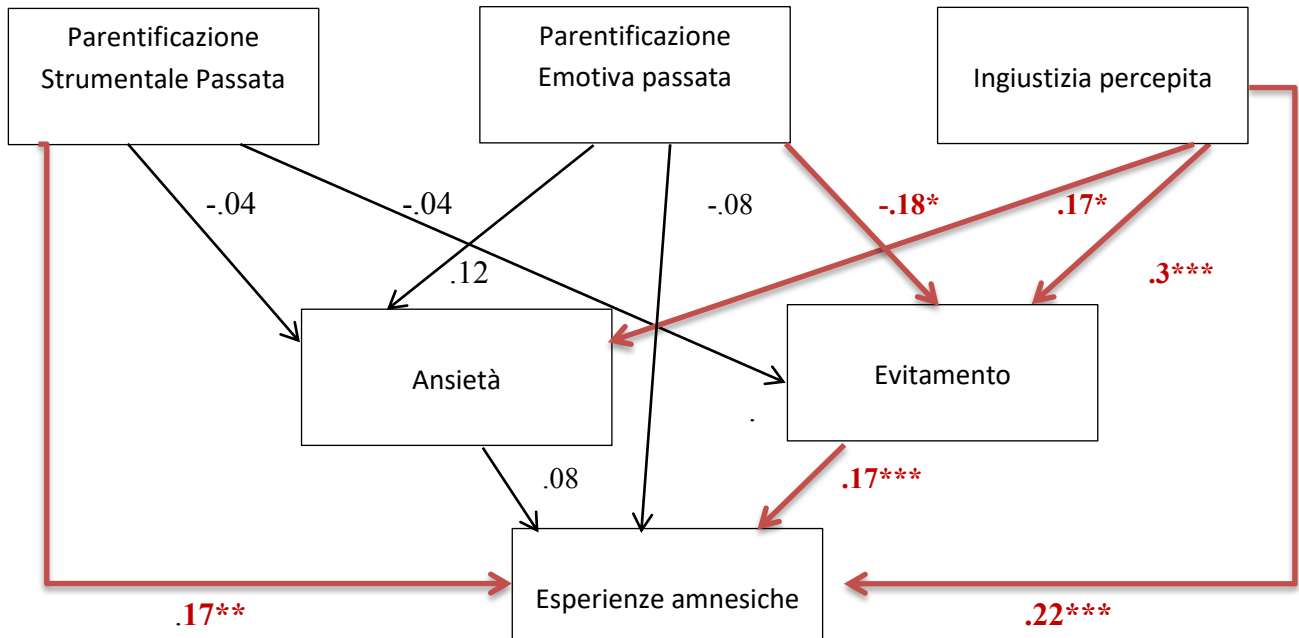 Parentificazione
Strumentale Passata
Parentificazione
Emotiva passata
Ingiustizia percepita
-.04
-.04
-.08
-.18*
.17*
.12
.3***
Ansietà
Evitamento
.
.08
.17***
Esperienze amnesiche
.17**
.22***